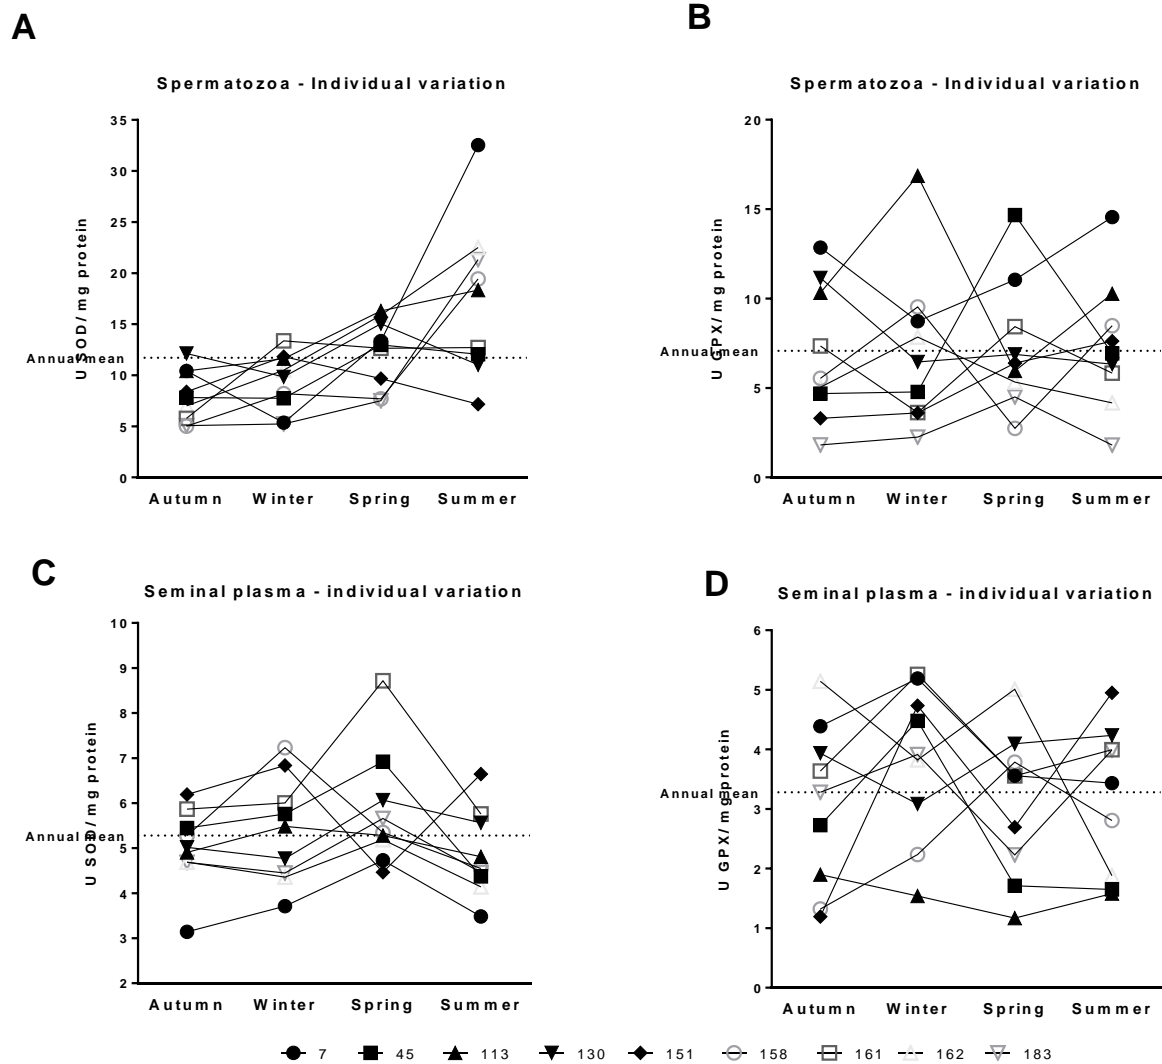 A
Spermatozoa - Individual variation
35
30
25
20
15
10
5
0
U SOD/mg protein
Annual mean
Autumn Winter Spring Summer
B
Spermatozoa - Individual variation
20
15
10
5
0
U GPX/mg protein
Annual mean
Autumn Winter Spring Summer
C
Seminal plasma - individual variation
10
9
8
7
6
5
4
3
2
U SOD/mg protein
Annual mean
Autumn Winter Spring Summer
D
Seminal plasma - individual variation
6
5
4
3
2
1
0
U GPX/mg protein
Annual mean
Autumn Winter Spring Summer
7 45 113 130 151 158 161 162 183